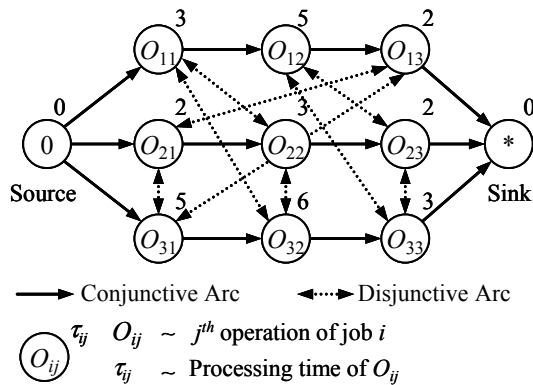 3 5 2
O11 O12 O13
0 2 3 2 0
0 O21 O22 O23 *
Source 5 6 3 Sink
O31 O32 O33
Conjunctive Arc Disjunctive Arc
τij Oij ~ jth operation of job i
Oij τij ~ Processing time of Oij